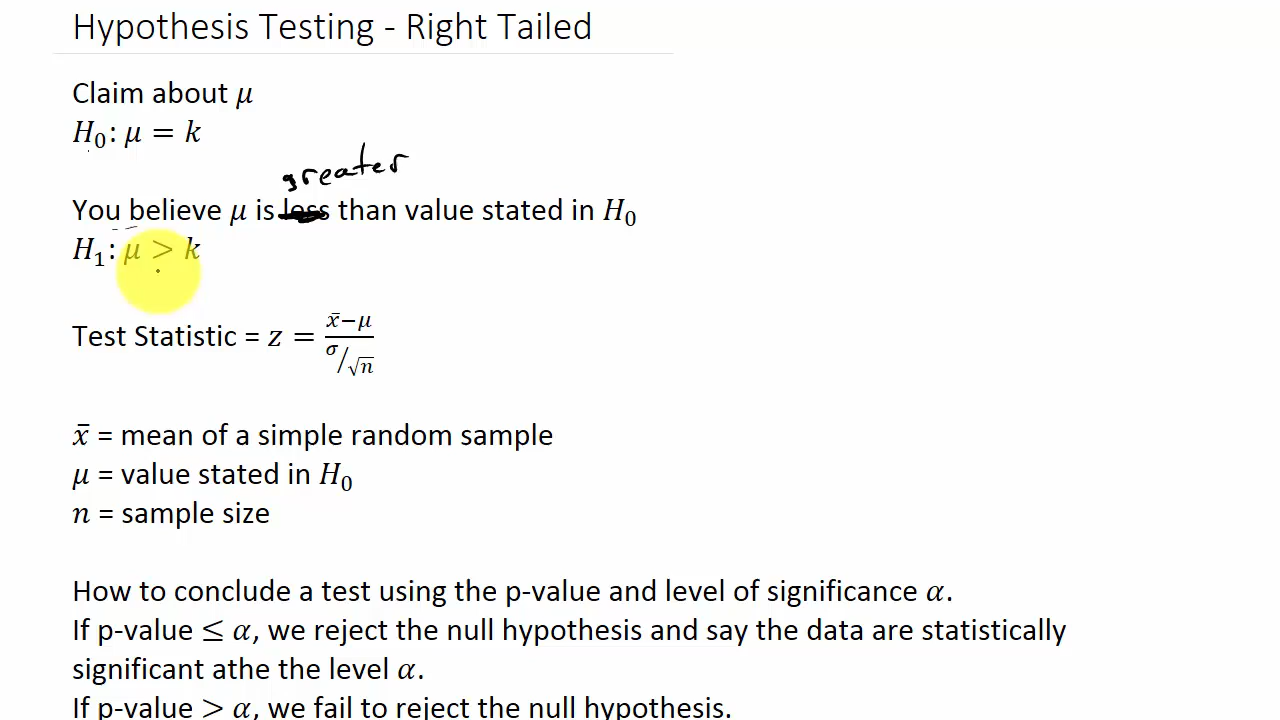 Hypothesis Testing - Right Tailed
Claim about μ
H₀: μ = k
greater
You believe μ is less than value stated in H₀
H₁: μ > k
Test Statistic = z = (x̄−μ)/(σ/√n)
x̄ = mean of a simple random sample
μ = value stated in H₀
n = sample size
How to conclude a test using the p-value and level of significance α.
If p-value ≤ α, we reject the null hypothesis and say the data are statistically
significant athe the level α.
If p-value > α, we fail to reject the null hypothesis.